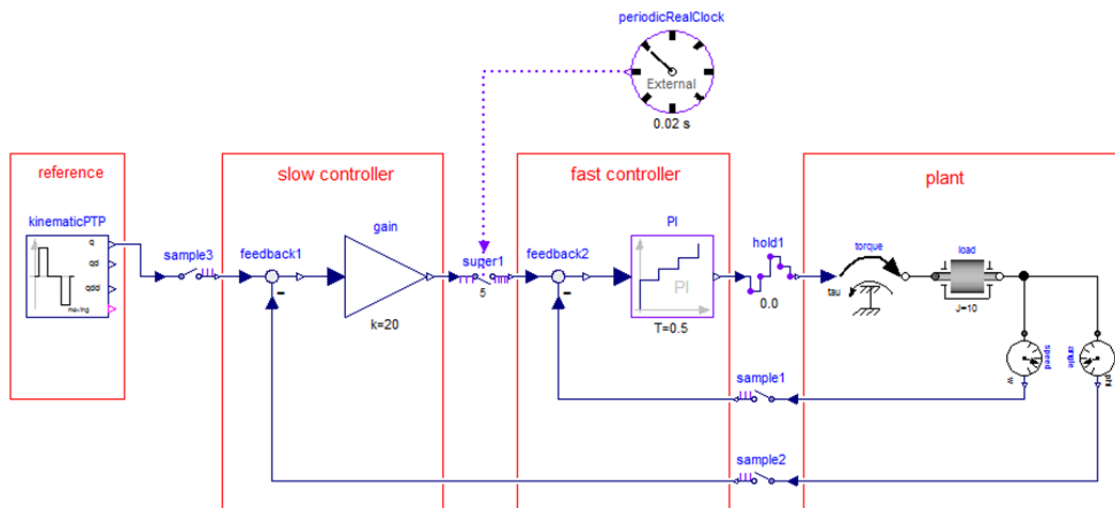 periodicRealClock
External
0.02 s
reference
slow controller
fast controller
plant
kinematicPTP
q
qd
qdd
moving
sample3
feedback1
gain
k=20
super1
5
feedback2
PI
PI
T=0.5
hold1
0.0
torque
tau
load
J=10
speed
w
angle
phi
sample1
sample2